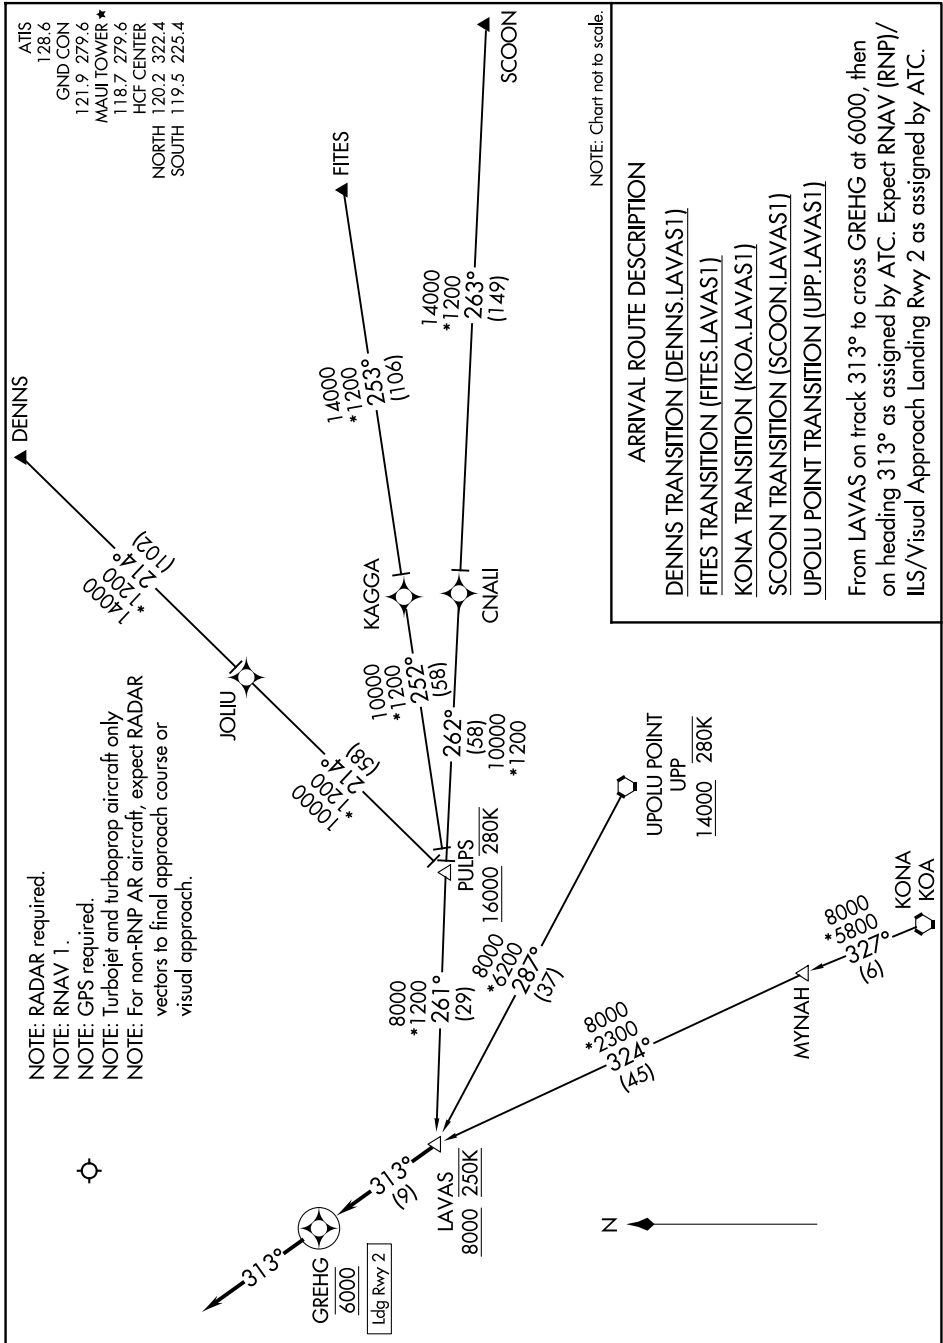 ATIS
128.6
GND CON
121.9 279.6
MAUI TOWER★
118.7 279.6
HCF CENTER
NORTH 120.2 322.4
SOUTH 119.5 225.4
NOTE: RADAR required.
NOTE: RNAV 1.
NOTE: GPS required.
NOTE: Turbojet and turboprop aircraft only
NOTE: For non-RNP AR aircraft, expect RADAR
vectors to final approach course or
visual approach.
DENNS
14000
*1200
214°
(102)
JOLIU
10000
*1200
214°
(58)
FITES
14000
*1200
253°
(106)
KAGGA
10000
*1200
252°
(58)
SCOON
14000
*1200
263°
(149)
CNALI
262°
(58)
10000
*1200
PULPS
16000 280K
8000
*1200
261°
(29)
UPOLU POINT
UPP
14000 280K
8000
*6200
287°
(37)
KONA
KOA
8000
*5800
327°
(6)
MYNAH
8000
*2300
324°
(45)
LAVAS
8000 250K
313°
(9)
GREHG
6000
Ldg Rwy 2
313°
N
NOTE: Chart not to scale.
ARRIVAL ROUTE DESCRIPTION
DENNS TRANSITION (DENNS.LAVAS1)
FITES TRANSITION (FITES.LAVAS1)
KONA TRANSITION (KOA.LAVAS1)
SCOON TRANSITION (SCOON.LAVAS1)
UPOLU POINT TRANSITION (UPP.LAVAS1)
From LAVAS on track 313° to cross GREHG at 6000, then
on heading 313° as assigned by ATC. Expect RNAV (RNP)/
ILS/Visual Approach Landing Rwy 2 as assigned by ATC.